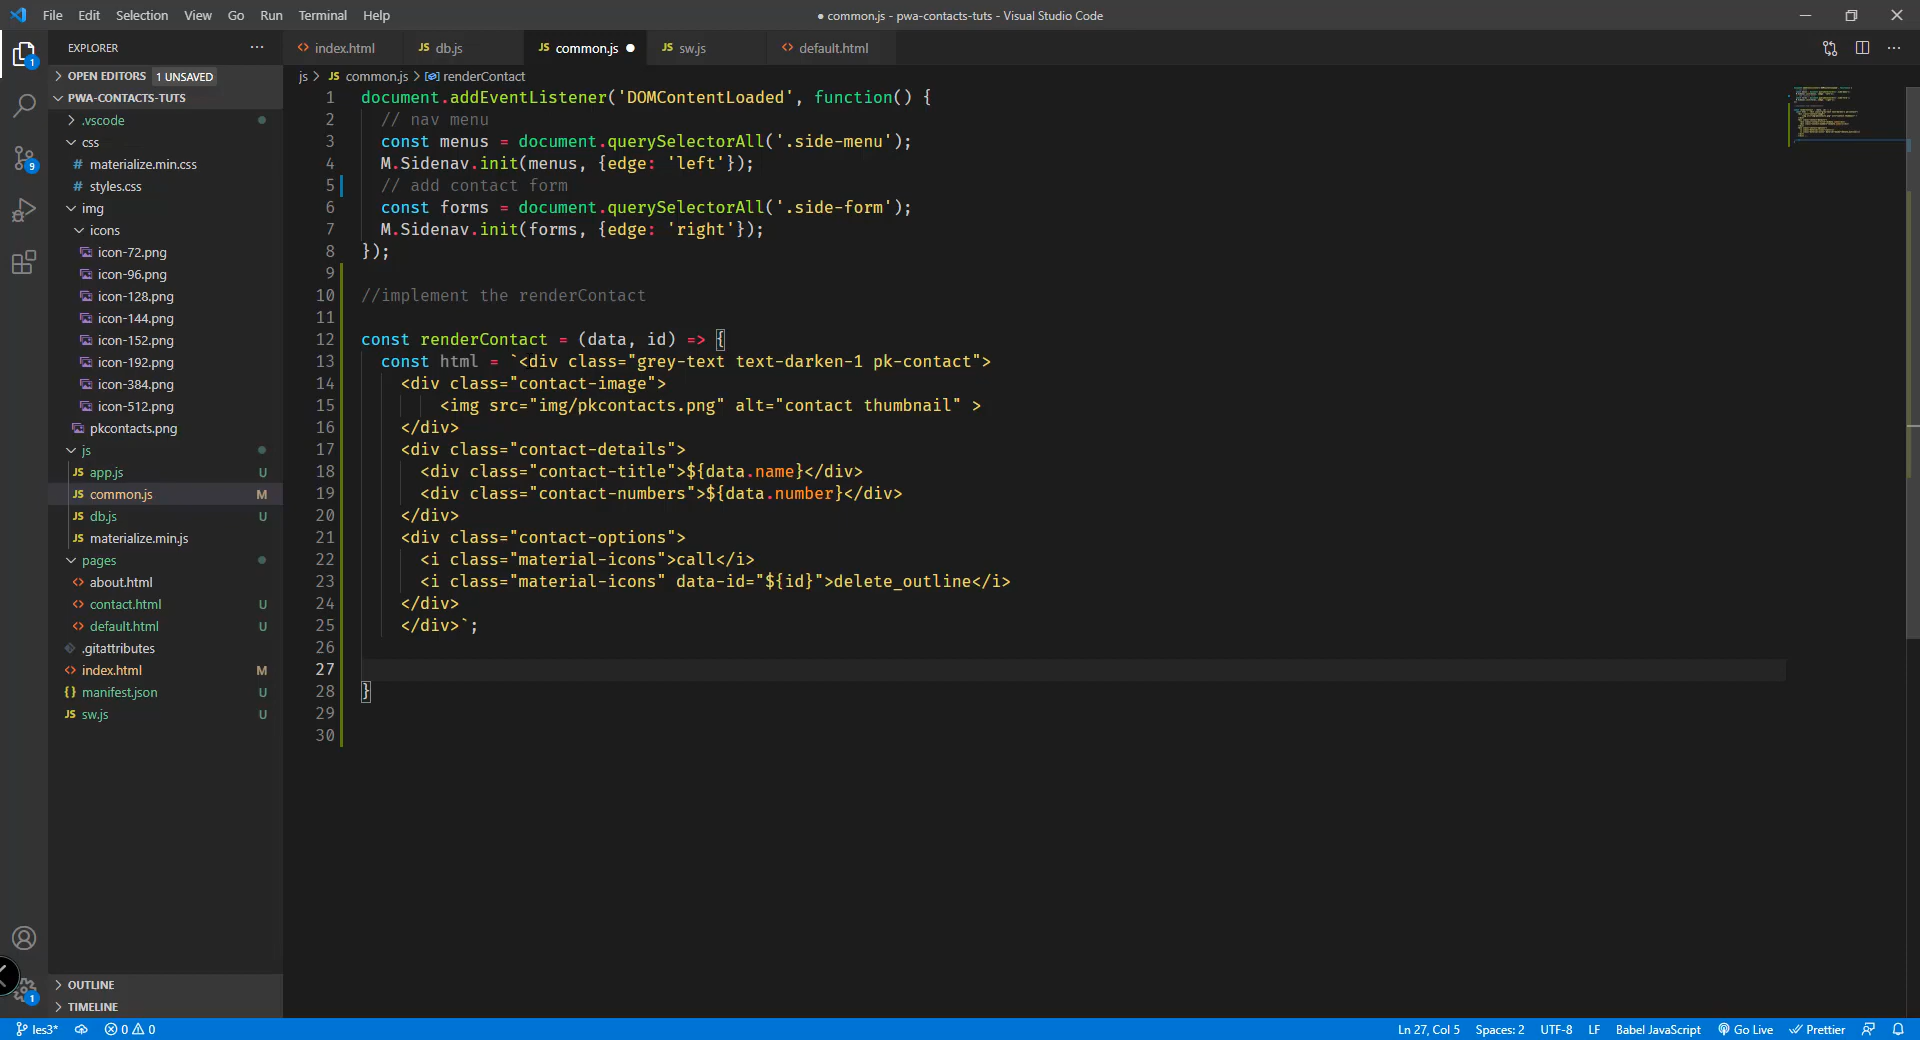 File Edit Selection View Go Run Terminal Help
● common.js - pwa-contacts-tuts - Visual Studio Code
EXPLORER
OPEN EDITORS 1 UNSAVED
PWA-CONTACTS-TUTS
.vscode
css
# materialize.min.css
# styles.css
img
icons
icon-72.png
icon-96.png
icon-128.png
icon-144.png
icon-152.png
icon-192.png
icon-384.png
icon-512.png
pkcontacts.png
js
JS app.js U
JS common.js M
JS db.js U
JS materialize.min.js
pages
<> about.html
<> contact.html U
<> default.html U
.gitattributes
<> index.html M
{} manifest.json U
JS sw.js U
OUTLINE
TIMELINE
1
9
1
<> index.html
JS db.js
JS common.js ●
JS sw.js
<> default.html
js > JS common.js > renderContact
1 document.addEventListener('DOMContentLoaded', function() {
2 // nav menu
3 const menus = document.querySelectorAll('.side-menu');
4 M.Sidenav.init(menus, {edge: 'left'});
5 // add contact form
6 const forms = document.querySelectorAll('.side-form');
7 M.Sidenav.init(forms, {edge: 'right'});
8 });
9
10 //implement the renderContact
11
12 const renderContact = (data, id) => {
13 const html = `<div class="grey-text text-darken-1 pk-contact">
14 <div class="contact-image">
15 <img src="img/pkcontacts.png" alt="contact thumbnail" >
16 </div>
17 <div class="contact-details">
18 <div class="contact-title">${data.name}</div>
19 <div class="contact-numbers">${data.number}</div>
20 </div>
21 <div class="contact-options">
22 <i class="material-icons">call</i>
23 <i class="material-icons" data-id="${id}">delete_outline</i>
24 </div>
25 </div>`;
26
27
28 }
29
30
les3* 0 0
Ln 27, Col 5 Spaces: 2 UTF-8 LF Babel JavaScript Go Live Prettier